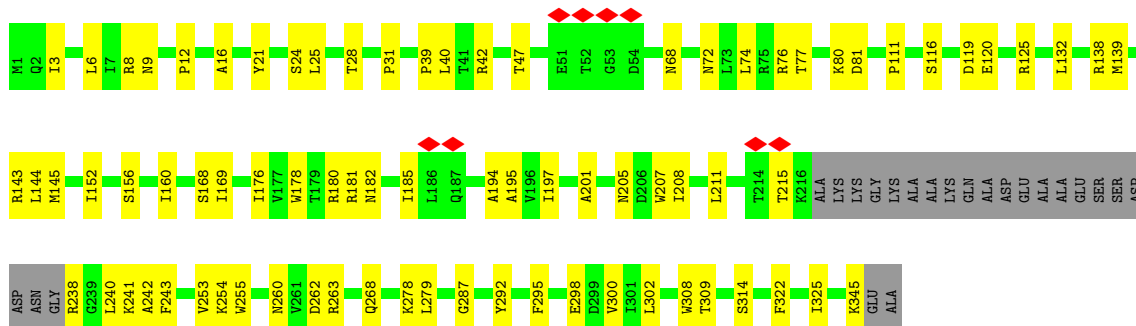 M1 Q2 I3 L6 I7 R8 N9 P12 A16 Y21 S24 L25 T28 P31 P39 L40 T41 R42 T47 E51 T52 G53 D54 N68 N72 L73 L74 R75 R76 T77 K80 D81 P111 S116 D119 E120 R125 L132 R138 M139
R143 L144 M145 I152 S156 I160 S168 I169 I176 V177 W178 T179 R180 R181 N182 I185 L186 Q187 A194 A195 V196 I197 A201 N205 D206 W207 I208 L211 T214 T215 K216 ALA LYS LYS GLY LYS ALA ALA LYS GLN ALA ASP GLU ALA ALA GLU SER SER ASP
ASP ASN GLY R238 G239 L240 K241 A242 F243 V253 K254 W255 N260 V261 D262 R263 Q268 K278 L279 G287 Y292 F295 E298 D299 V300 I301 L302 W308 T309 S314 F322 I325 K345 GLU ALA